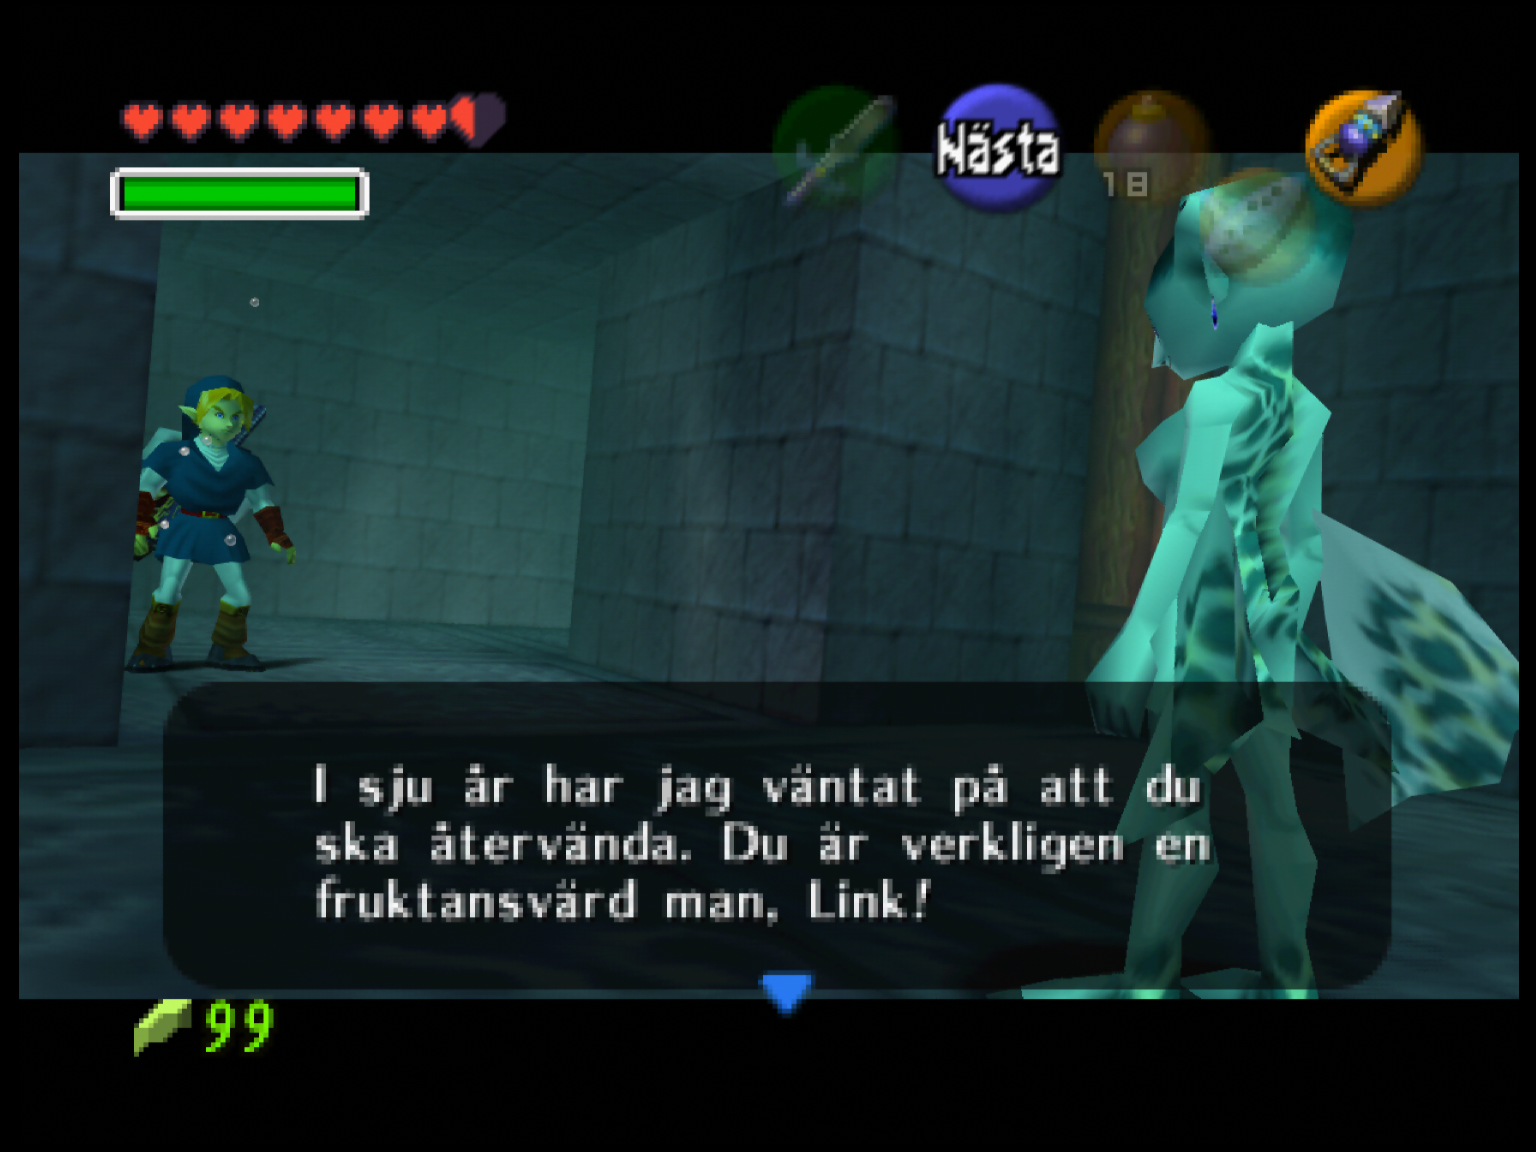 Nästa
18
I sju år har jag väntat på att du
ska återvända. Du är verkligen en
fruktansvärd man, Link!
99